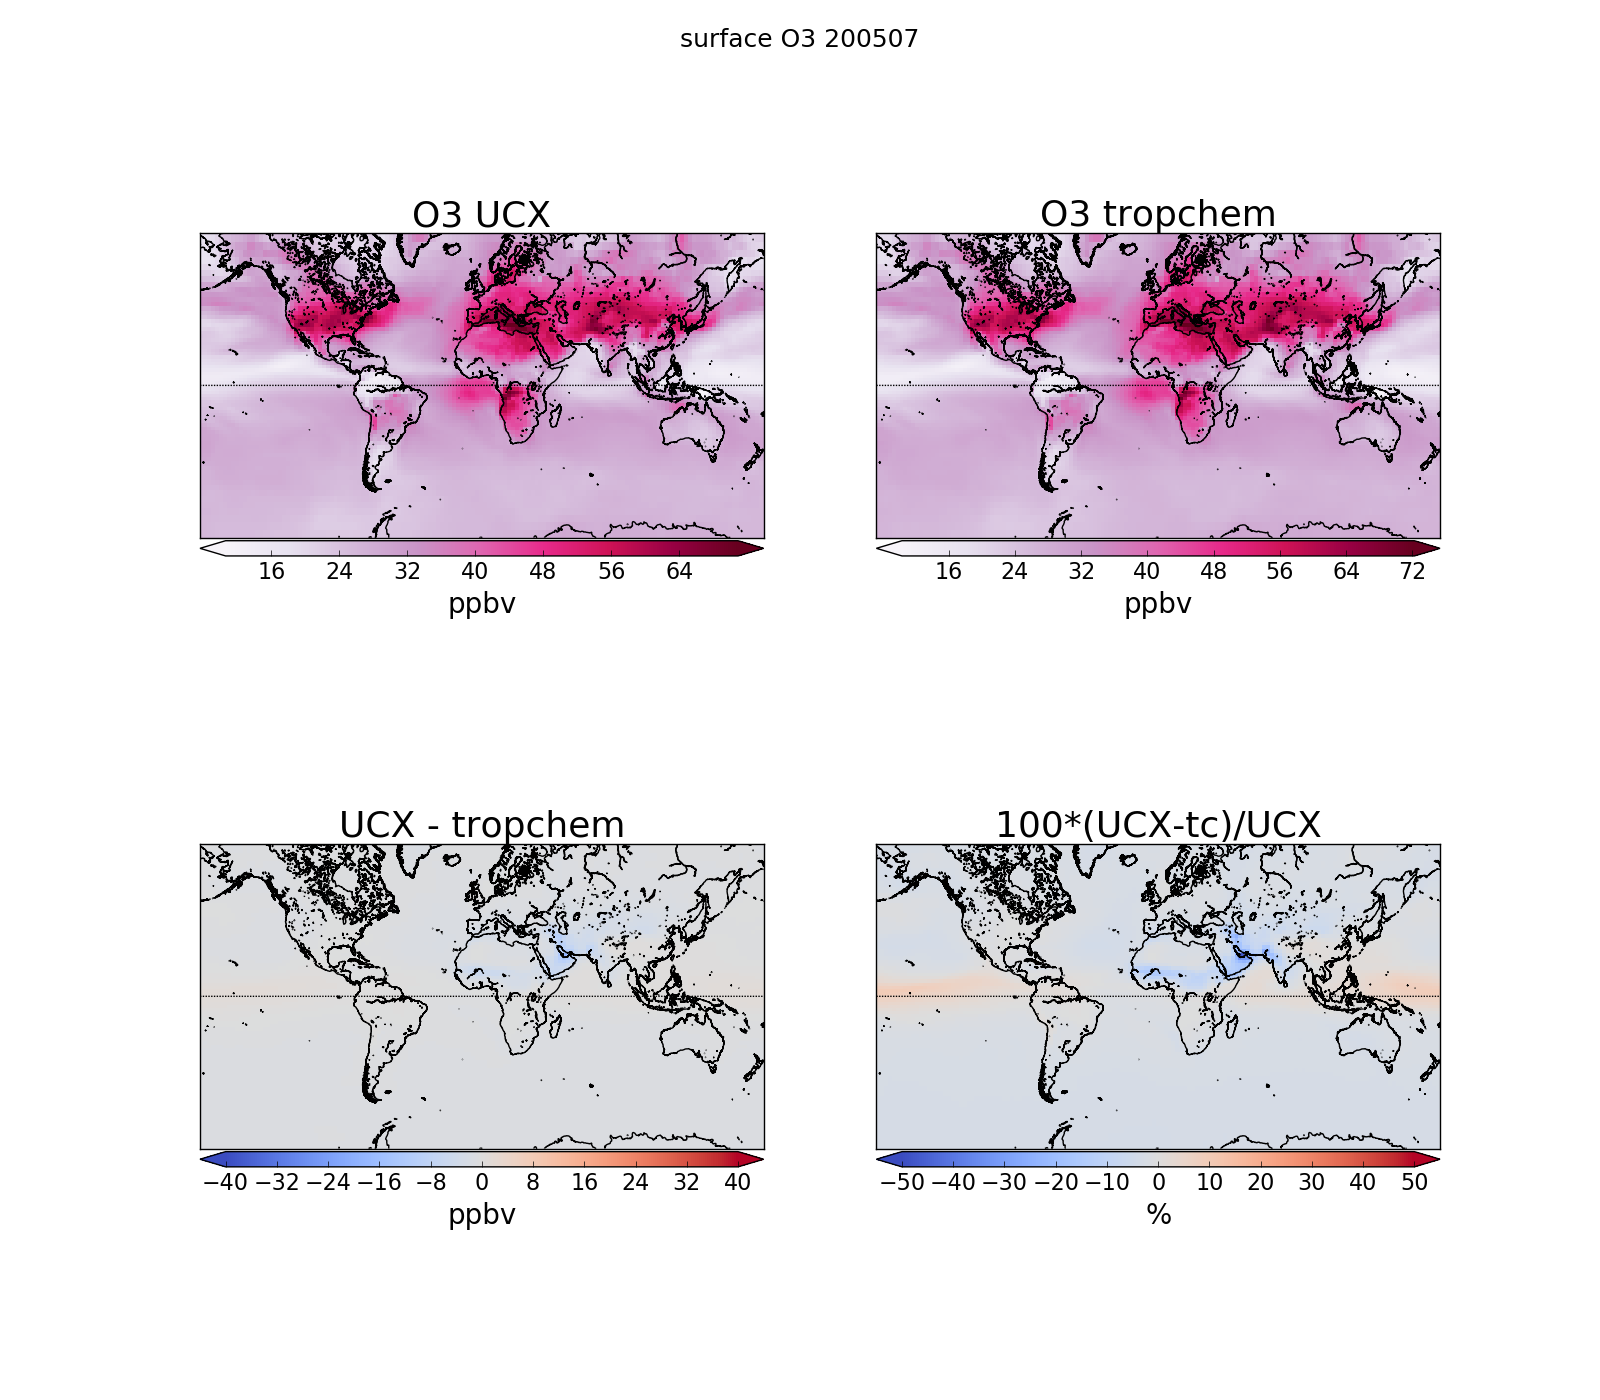 surface O3 200507
O3 UCX
O3 tropchem
16 24 32 40 48 56 64
ppbv
16 24 32 40 48 56 64 72
ppbv
UCX - tropchem
100*(UCX-tc)/UCX
−40 −32 −24 −16 −8 0 8 16 24 32 40
ppbv
−50 −40 −30 −20 −10 0 10 20 30 40 50
%